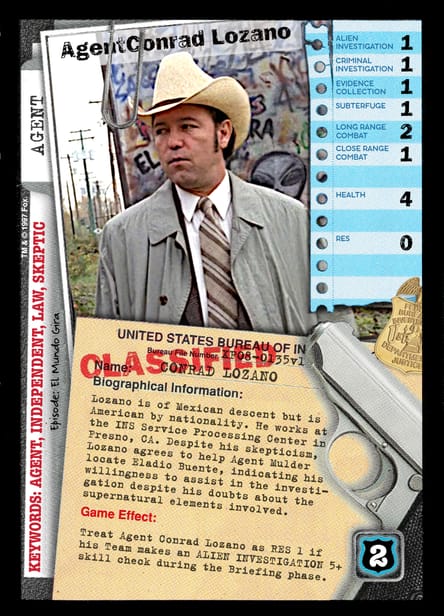 AgentConrad Lozano
ALIEN INVESTIGATION 1
CRIMINAL INVESTIGATION 1
EVIDENCE COLLECTION 1
SUBTERFUGE 1
LONG RANGE COMBAT 2
CLOSE RANGE COMBAT 1
HEALTH 4
RES 0
AGENT
TM & © 1997 Fox.
KEYWORDS: AGENT, INDEPENDENT, LAW, SKEPTIC
Episode: El Mundo Gira
UNITED STATES BUREAU OF IN
Bureau File Number XF08-0135v1
CLASSIFIED
Name: CONRAD LOZANO
Biographical Information:
Lozano is of Mexican descent but is
American by nationality. He works at
the INS Service Processing Center in
Fresno, CA. Despite his skepticism,
Lozano agrees to help Agent Mulder
locate Eladio Buente, indicating his
willingness to assist in the investi-
gation despite his doubts about the
supernatural elements involved.
Game Effect:
Treat Agent Conrad Lozano as RES 1 if
his Team makes an ALIEN INVESTIGATION 5+
skill check during the Briefing phase.
2